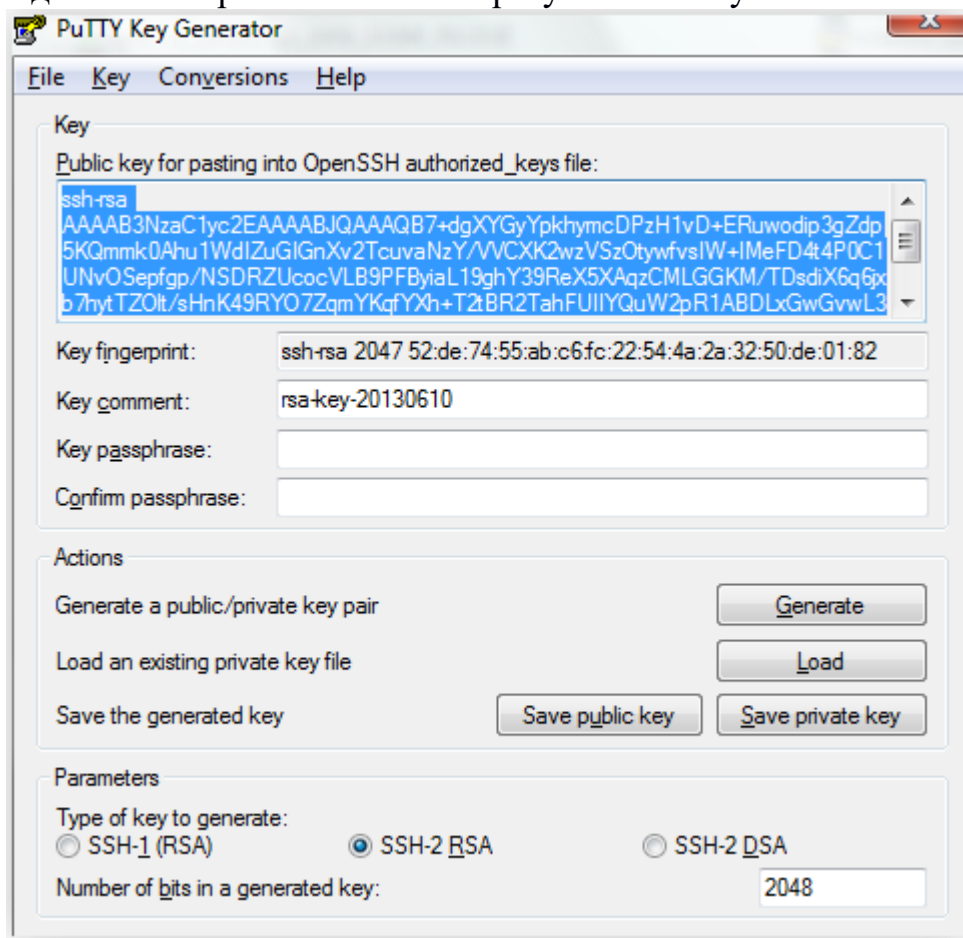 PuTTY Key Generator
File Key Conversions Help
Key
Public key for pasting into OpenSSH authorized_keys file:
ssh-rsa
AAAAB3NzaC1yc2EAAAABJQAAAQB7+dgXYGyYpkhymcDPzH1vD+ERuwodip3gZdp
5KQmmk0Ahu1WdIZuGIGnXv2TcuvaNzY/VVCXK2wzVSzOtywfvsIW+IMeFD4t4P0C1
UNvOSepfgp/NSDRZUcocVLB9PFByiaL19ghY39ReX5XAqzCMLGGKM/TDsdiX6q6jx
b7hytTZOlt/sHnK49RYO7ZqmYKqfYXh+T2tBR2TahFUIIYQuW2pR1ABDLxGwGvwL3
Key fingerprint: ssh-rsa 2047 52:de:74:55:ab:c6:fc:22:54:4a:2a:32:50:de:01:82
Key comment: rsa-key-20130610
Key passphrase:
Confirm passphrase:
Actions
Generate a public/private key pair Generate
Load an existing private key file Load
Save the generated key Save public key Save private key
Parameters
Type of key to generate:
SSH-1 (RSA) SSH-2 RSA SSH-2 DSA
Number of bits in a generated key: 2048